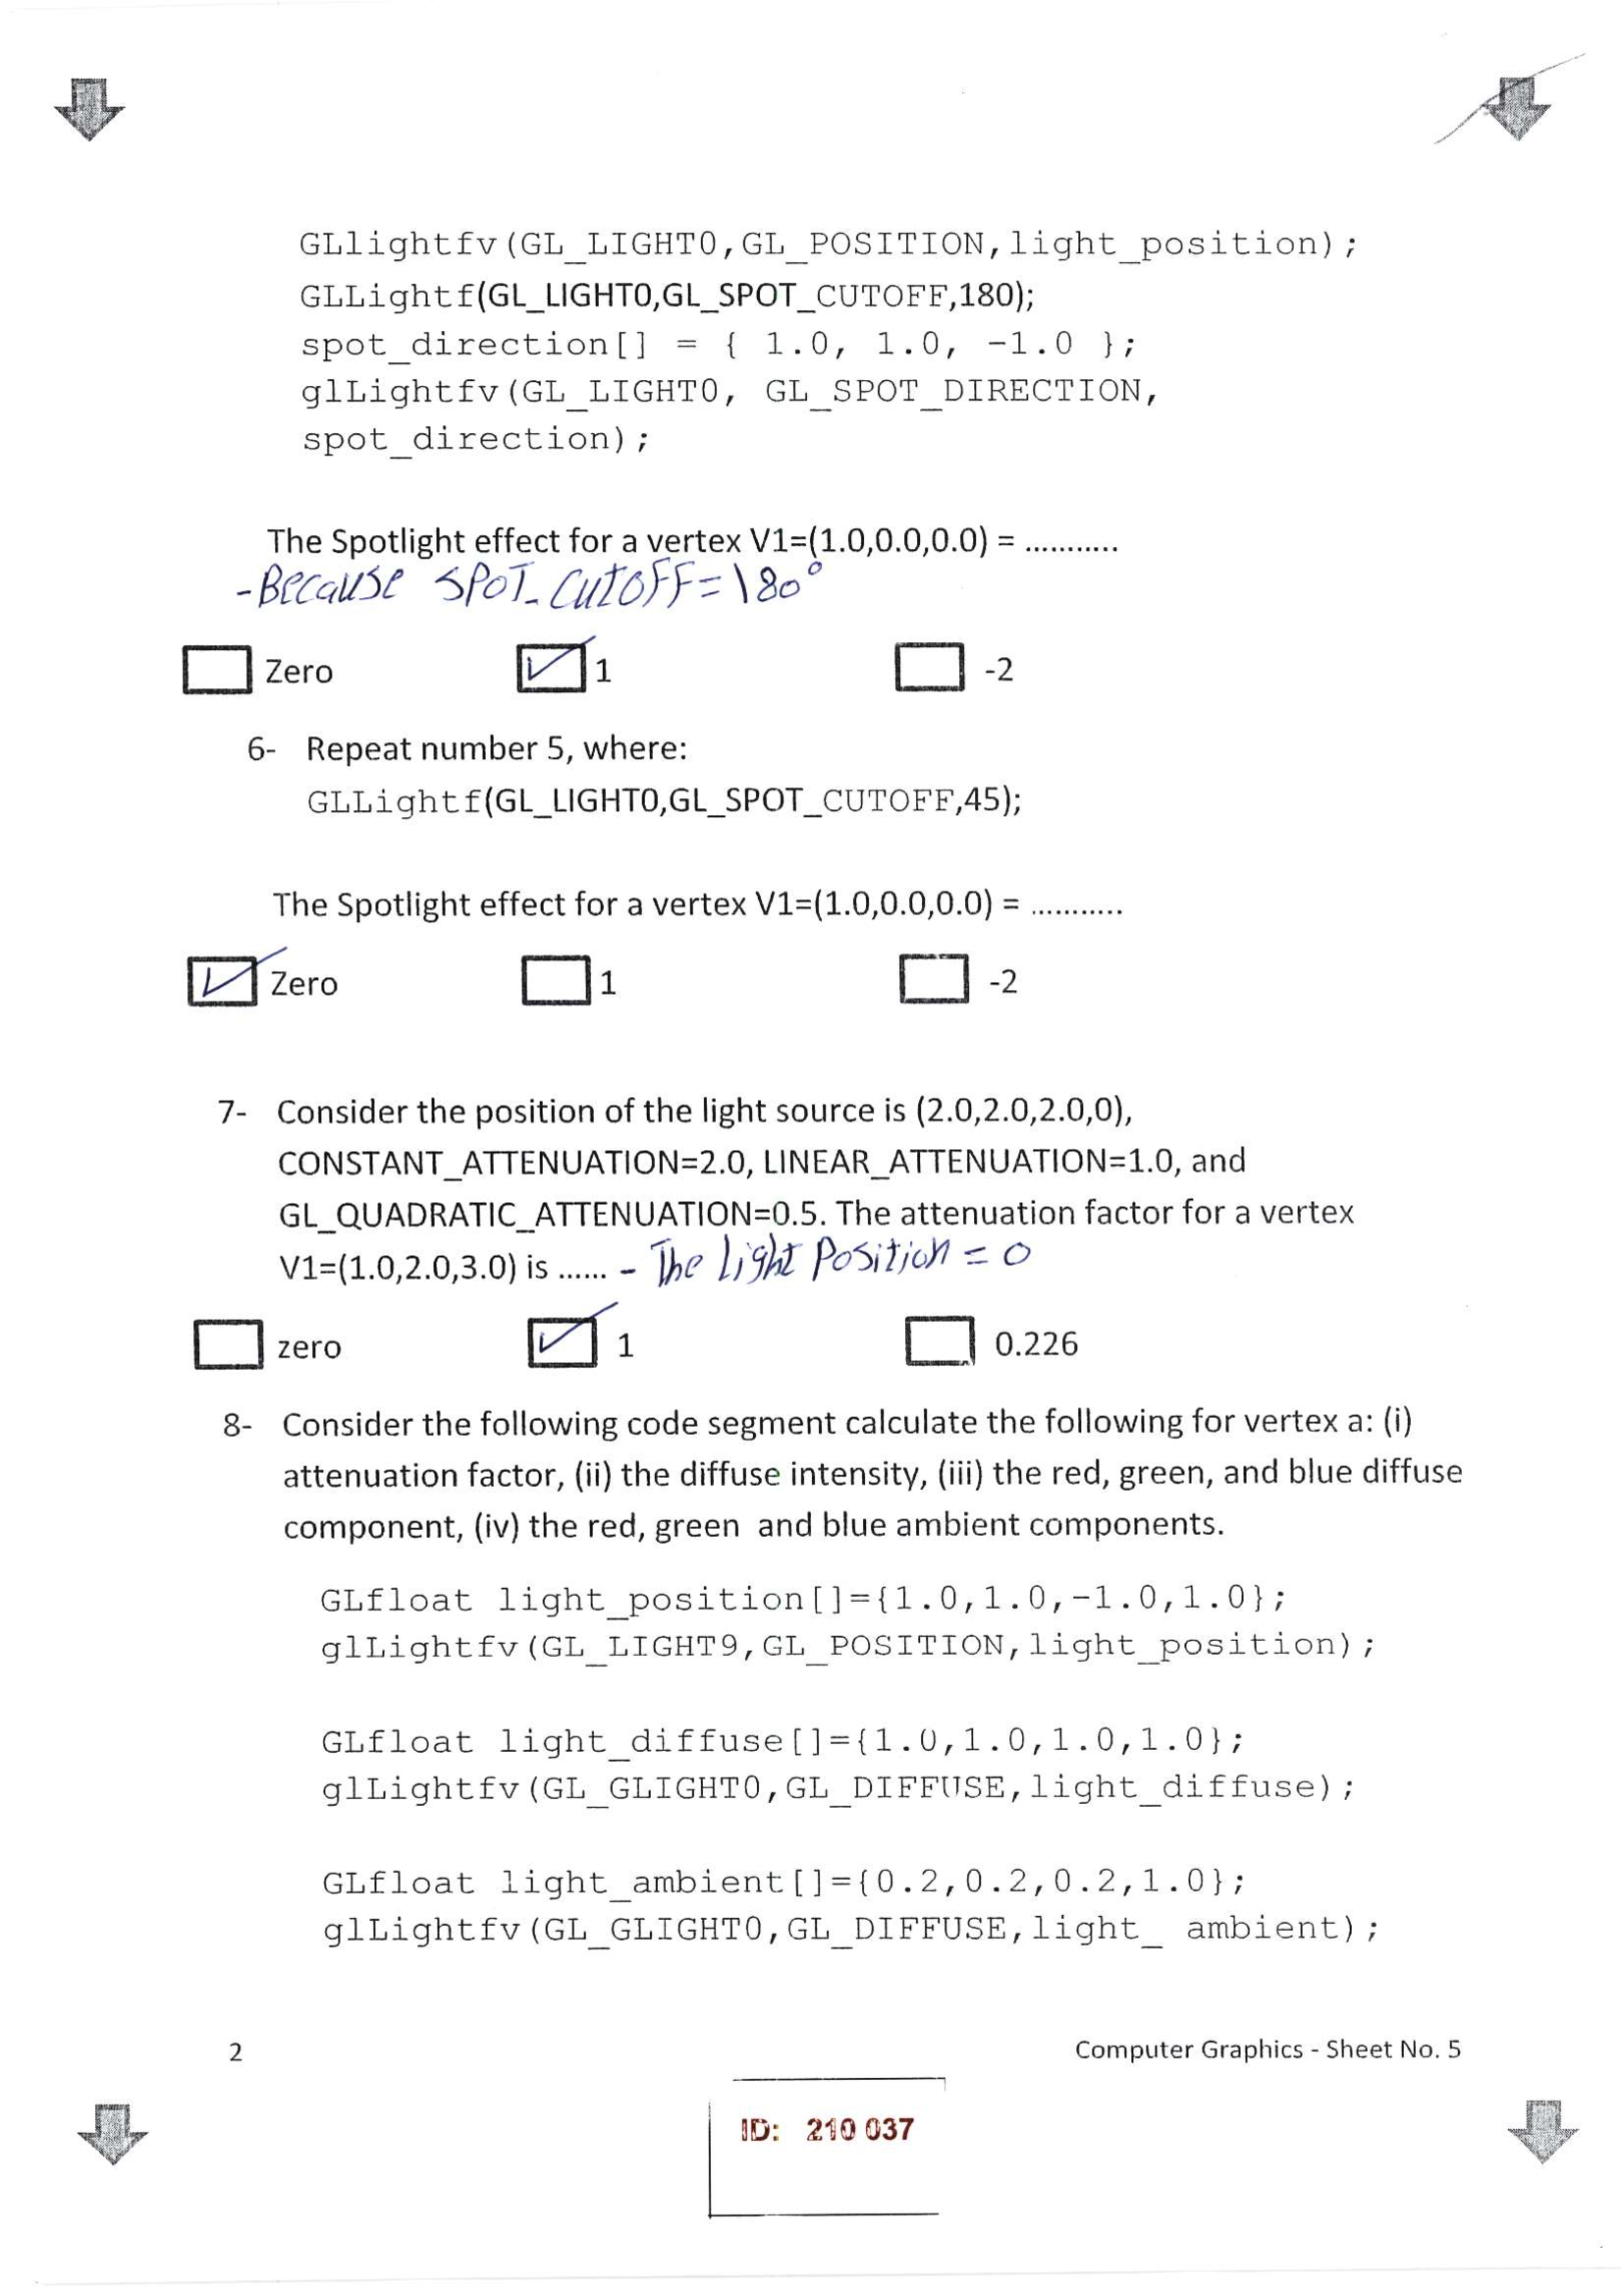 GLlightfv(GL_LIGHT0,GL_POSITION,light_position);
GLLightf(GL_LIGHT0,GL_SPOT_CUTOFF,180);
spot_direction[] = { 1.0, 1.0, -1.0 };
glLightfv(GL_LIGHT0, GL_SPOT_DIRECTION,
spot_direction);
The Spotlight effect for a vertex V1=(1.0,0.0,0.0) = ...........
-Because SPOT_CUTOFF=180°
Zero 1 -2
6- Repeat number 5, where:
GLLightf(GL_LIGHT0,GL_SPOT_CUTOFF,45);
The Spotlight effect for a vertex V1=(1.0,0.0,0.0) = ...........
Zero 1 -2
7- Consider the position of the light source is (2.0,2.0,2.0,0),
CONSTANT_ATTENUATION=2.0, LINEAR_ATTENUATION=1.0, and
GL_QUADRATIC_ATTENUATION=0.5. The attenuation factor for a vertex
V1=(1.0,2.0,3.0) is ...... - The light Position = 0
zero 1 0.226
8- Consider the following code segment calculate the following for vertex a: (i)
attenuation factor, (ii) the diffuse intensity, (iii) the red, green, and blue diffuse
component, (iv) the red, green and blue ambient components.
GLfloat light_position[]={1.0,1.0,-1.0,1.0};
glLightfv(GL_LIGHT9,GL_POSITION,light_position);
GLfloat light_diffuse[]={1.0,1.0,1.0,1.0};
glLightfv(GL_GLIGHT0,GL_DIFFUSE,light_diffuse);
GLfloat light_ambient[]={0.2,0.2,0.2,1.0};
glLightfv(GL_GLIGHT0,GL_DIFFUSE,light_ ambient);
2 Computer Graphics - Sheet No. 5
ID: 210 037